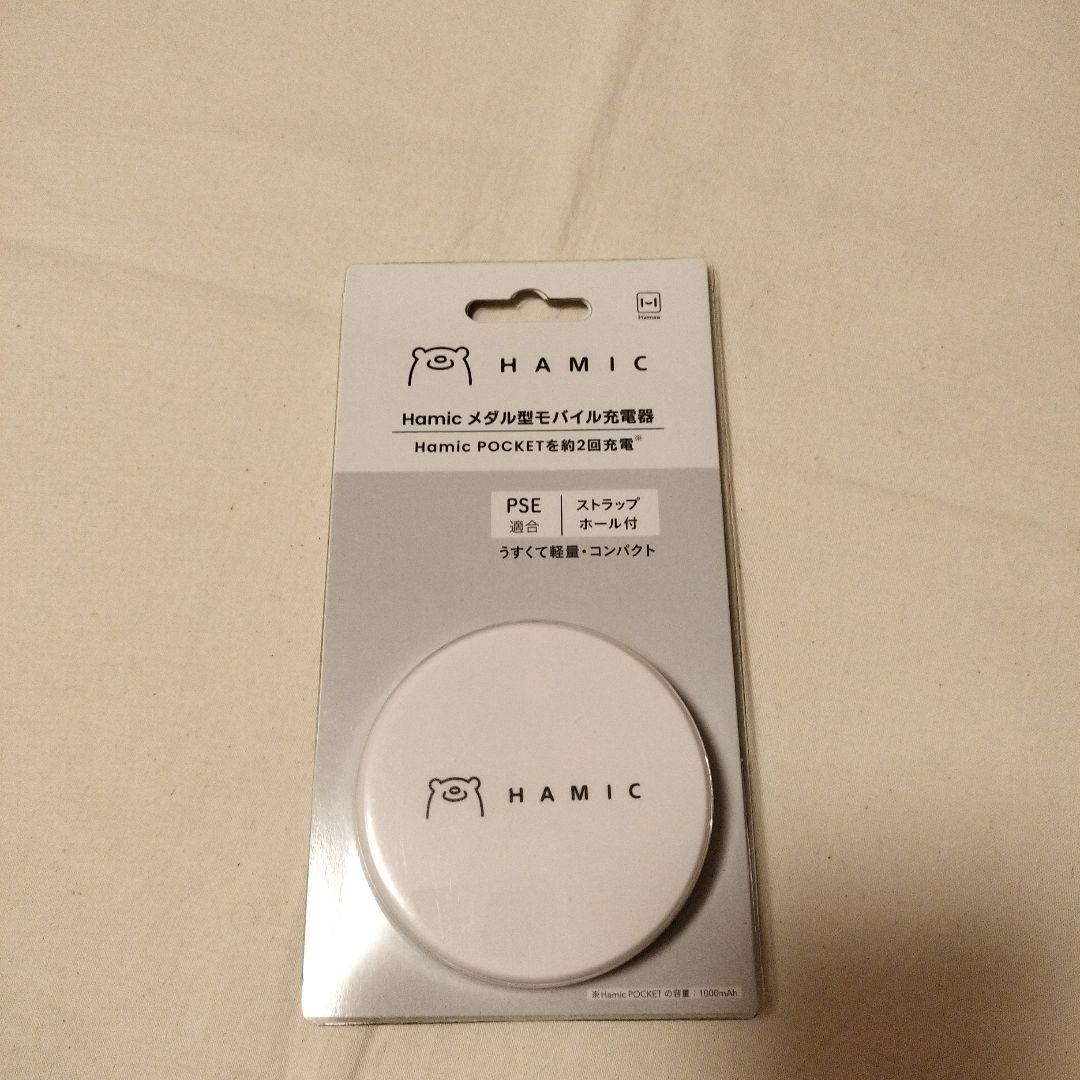 Hamee
HAMIC
Hamic メダル型モバイル充電器
Hamic POCKETを約2回充電※
PSE
適合
ストラップ
ホール付
うすくて軽量・コンパクト
HAMIC
※Hamic POCKET の容量：1000mAh